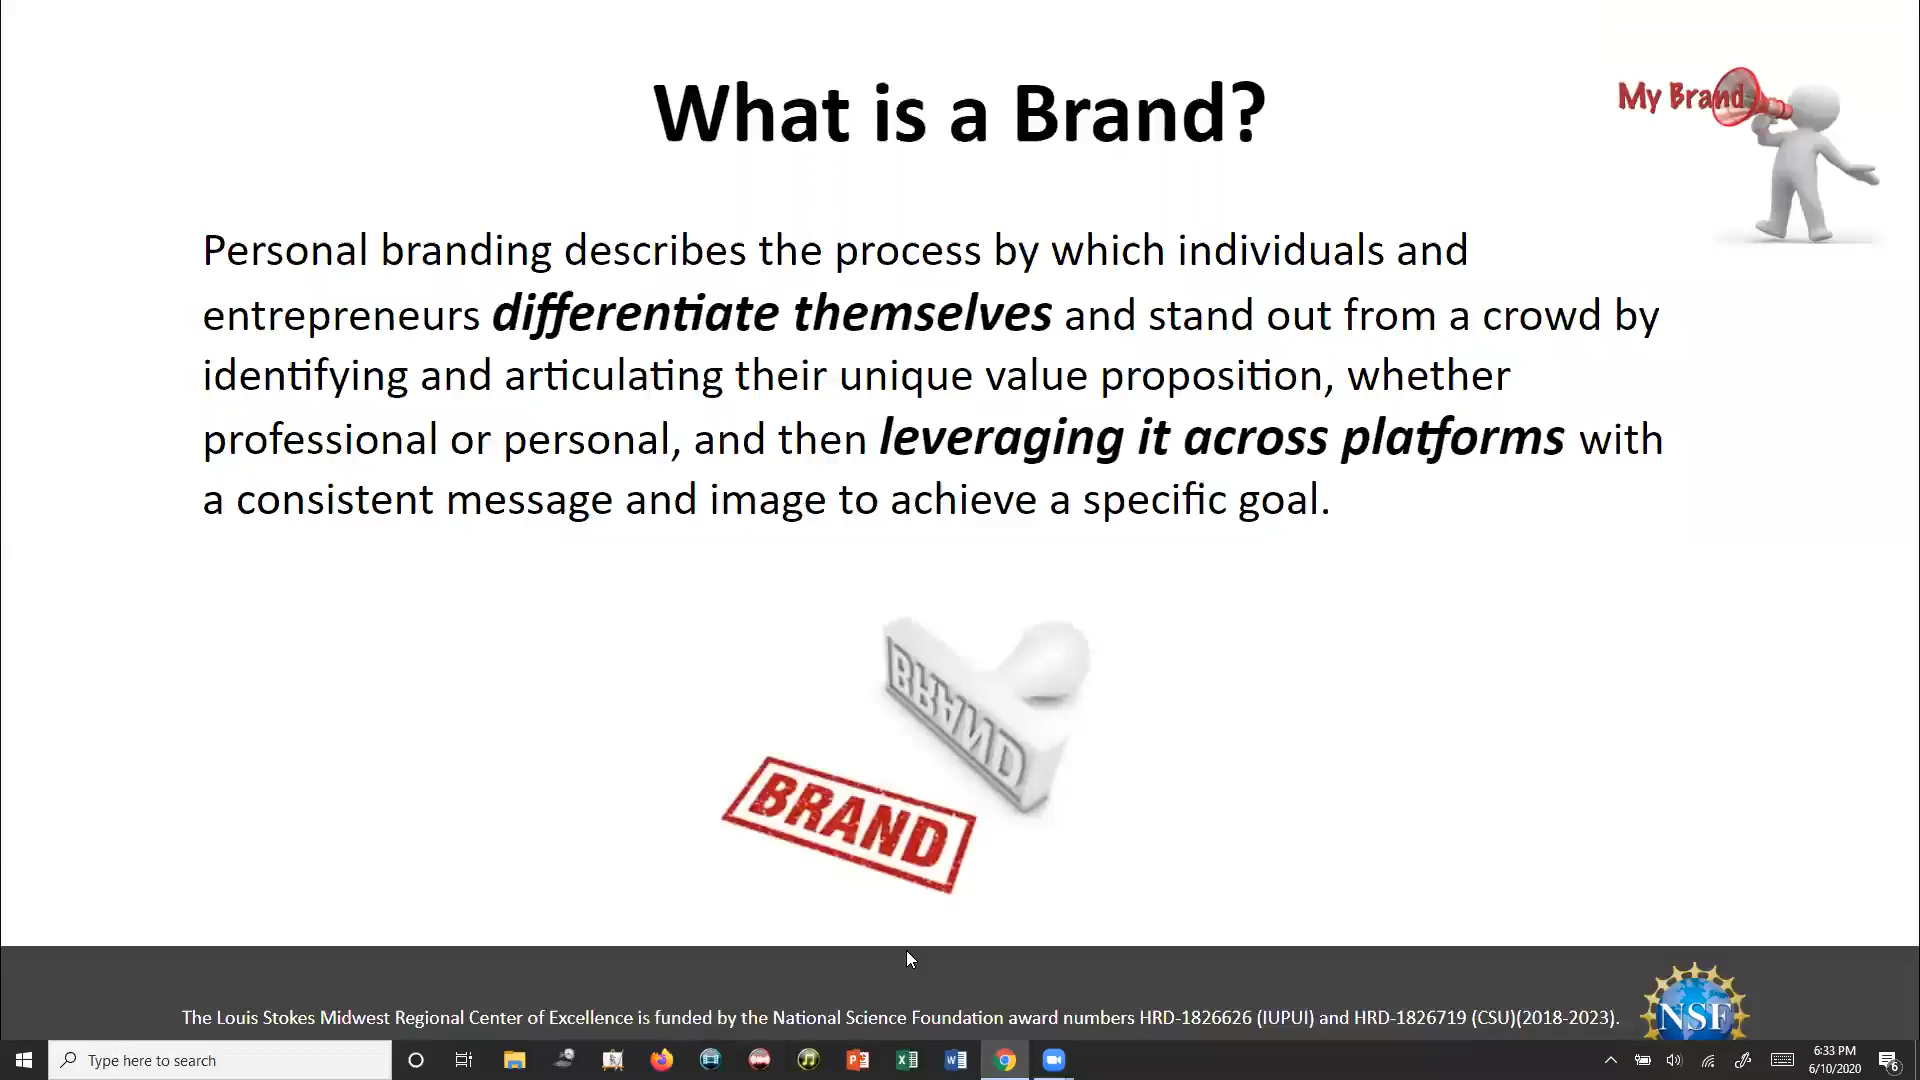 What is a Brand?
My Brand
Personal branding describes the process by which individuals and
entrepreneurs differentiate themselves and stand out from a crowd by
identifying and articulating their unique value proposition, whether
professional or personal, and then leveraging it across platforms with
a consistent message and image to achieve a specific goal.
BRAND
BRAND
The Louis Stokes Midwest Regional Center of Excellence is funded by the National Science Foundation award numbers HRD-1826626 (IUPUI) and HRD-1826719 (CSU)(2018-2023).
NSF
Type here to search
6:33 PM
6/10/2020
6